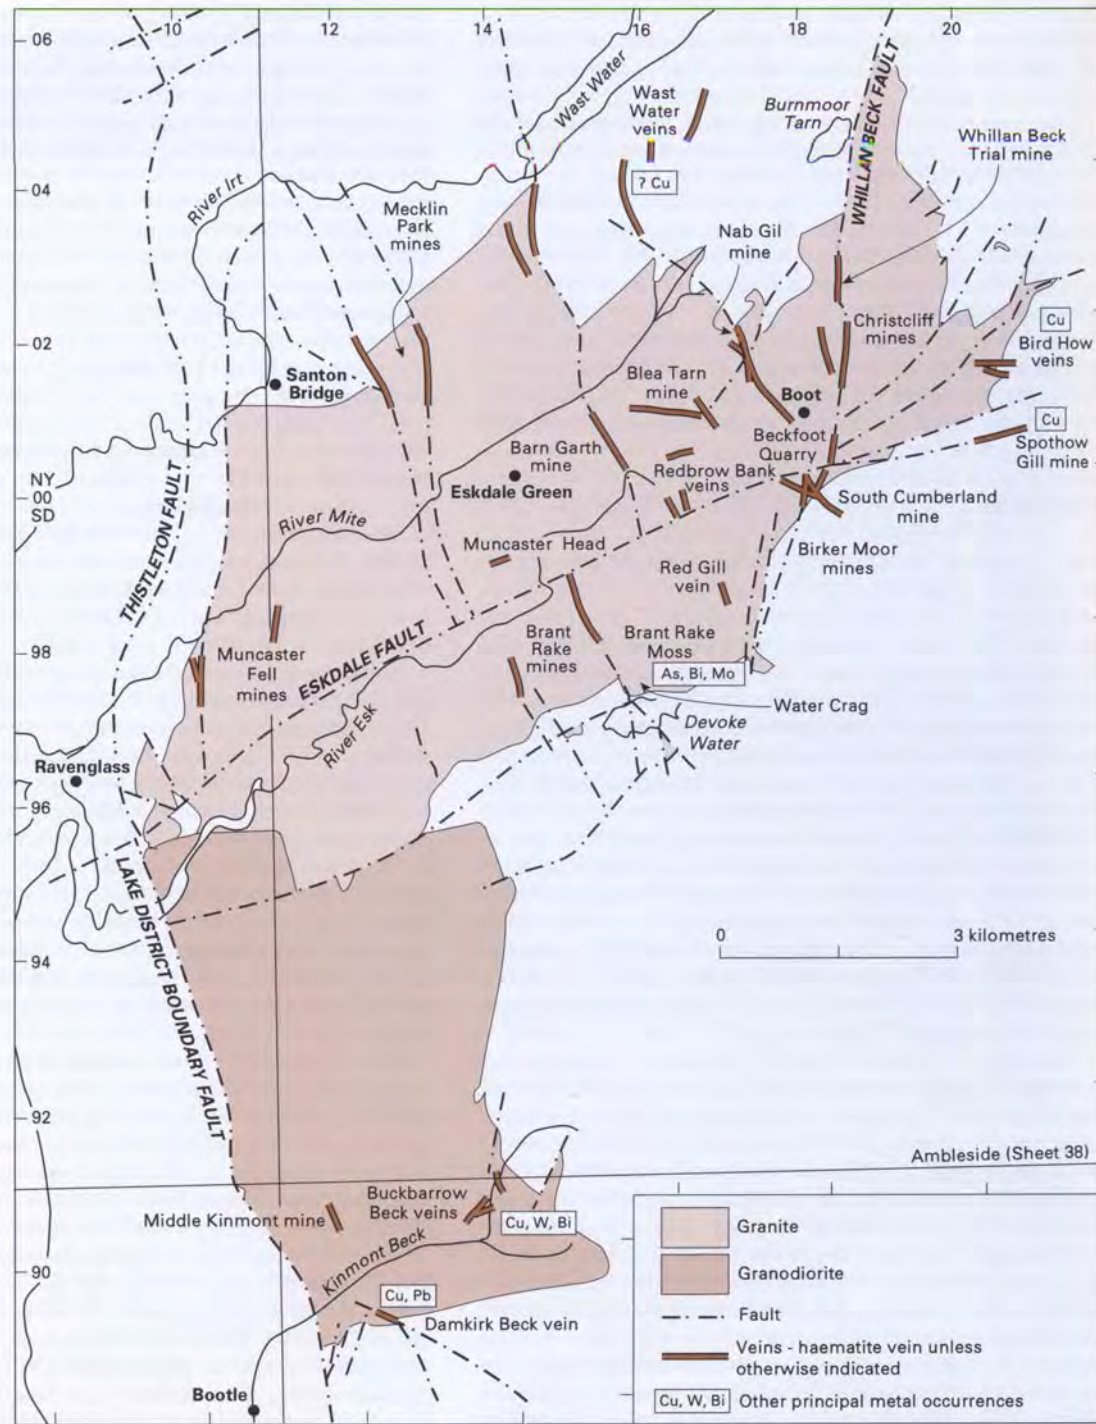 10
12
14
16
18
20
06
04
02
NY
00
SD
98
96
94
92
90
Wast Water
Wast
Water
veins
? Cu
Burnmoor
Tarn
WHILLAN BECK FAULT
Whillan Beck
Trial mine
River Irt
Mecklin
Park
mines
Nab Gil
mine
Christcliff
mines
Cu
Bird How
veins
Santon
Bridge
Blea Tarn
mine
Boot
Cu
Spothow
Gill mine
Barn Garth
mine
Beckfoot
Quarry
Eskdale Green
Redbrow Bank
veins
South Cumberland
mine
THISTLETON FAULT
River Mite
Muncaster Head
Birker Moor
mines
Red Gill
vein
Muncaster
Fell
mines
ESKDALE FAULT
Brant
Rake
mines
Brant Rake
Moss
As, Bi, Mo
Water Crag
River Esk
Devoke
Water
Ravenglass
LAKE DISTRICT BOUNDARY FAULT
0
3 kilometres
Ambleside (Sheet 38)
Buckbarrow
Beck veins
Middle Kinmont mine
Cu, W, Bi
Kinmont Beck
Cu, Pb
Damkirk Beck vein
Bootle
Granite
Granodiorite
Fault
Veins - haematite vein unless
otherwise indicated
Cu, W, Bi
Other principal metal occurrences